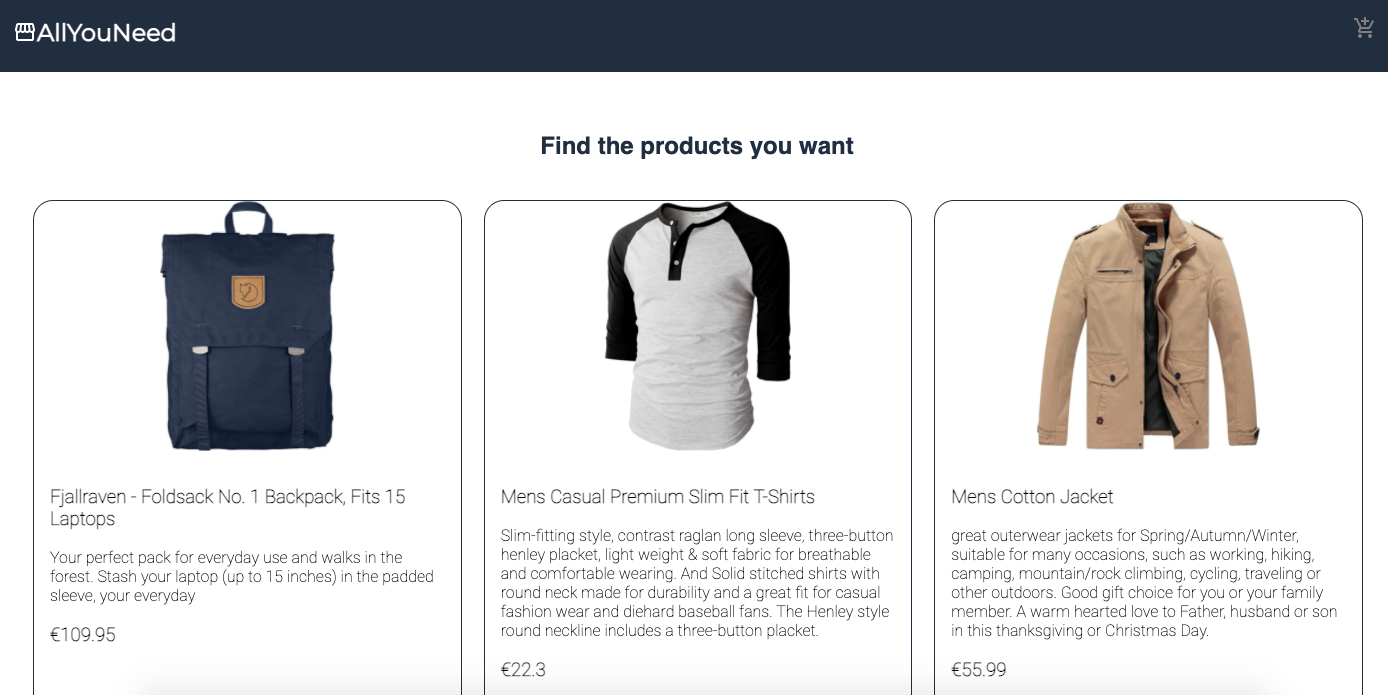 AllYouNeed
Find the products you want
Fjallraven - Foldsack No. 1 Backpack, Fits 15
Laptops
Your perfect pack for everyday use and walks in the
forest. Stash your laptop (up to 15 inches) in the padded
sleeve, your everyday
€109.95
Mens Casual Premium Slim Fit T-Shirts
Slim-fitting style, contrast raglan long sleeve, three-button
henley placket, light weight & soft fabric for breathable
and comfortable wearing. And Solid stitched shirts with
round neck made for durability and a great fit for casual
fashion wear and diehard baseball fans. The Henley style
round neckline includes a three-button placket.
€22.3
Mens Cotton Jacket
great outerwear jackets for Spring/Autumn/Winter,
suitable for many occasions, such as working, hiking,
camping, mountain/rock climbing, cycling, traveling or
other outdoors. Good gift choice for you or your family
member. A warm hearted love to Father, husband or son
in this thanksgiving or Christmas Day.
€55.99